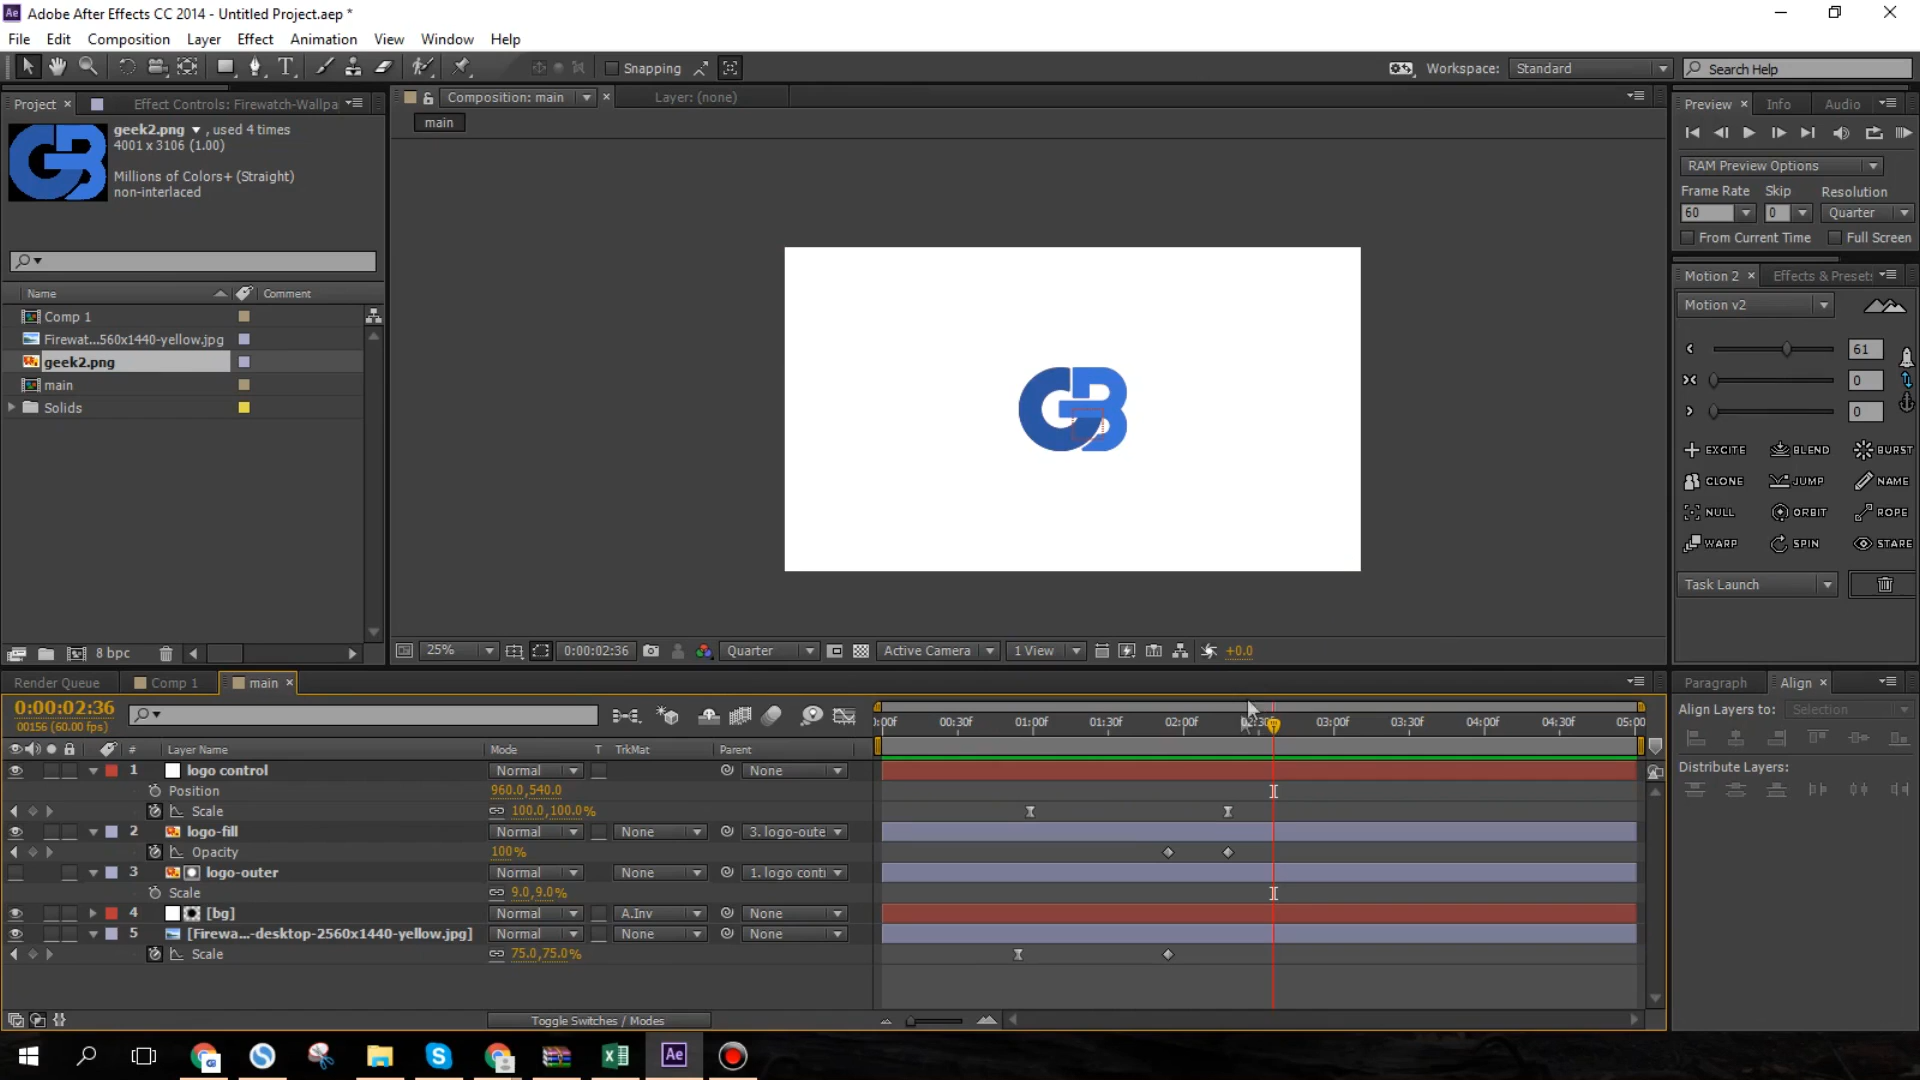 Adobe After Effects CC 2014 - Untitled Project.aep *
File Edit Composition Layer Effect Animation View Window Help
Snapping Workspace: Standard Search Help
Project × Effect Controls: Firewatch-Wallpa
Composition: main × Layer: (none)
main
geek2.png ▼ , used 4 times
4001 x 3106 (1.00)
Millions of Colors+ (Straight)
non-interlaced
Name Comment
Comp 1
Firewat...560x1440-yellow.jpg
geek2.png
main
Solids
8 bpc
GB
25% 0:00:02:36 Quarter Active Camera 1 View +0.0
Preview × Info Audio
RAM Preview Options
Frame Rate Skip Resolution
60 0 Quarter
From Current Time Full Screen
Motion 2 × Effects & Presets
Motion v2
61
0
0
EXCITE BLEND BURST
CLONE JUMP NAME
NULL ORBIT ROPE
WARP SPIN STARE
Task Launch
Render Queue Comp 1 main ×
0:00:02:36
00156 (60.00 fps)
:00f 00:30f 01:00f 01:30f 02:00f 02:30f 03:00f 03:30f 04:00f 04:30f 05:00
# Layer Name Mode T TrkMat Parent
1 logo control Normal None
Position 960.0,540.0
Scale 100.0,100.0%
2 logo-fill Normal None 3. logo-oute
Opacity 100%
3 logo-outer Normal None 1. logo conti
Scale 9.0,9.0%
4 [bg] Normal A.Inv None
5 [Firewa...-desktop-2560x1440-yellow.jpg] Normal None None
Scale 75.0,75.0%
Toggle Switches / Modes
Paragraph Align ×
Align Layers to: Selection
Distribute Layers:
Ae